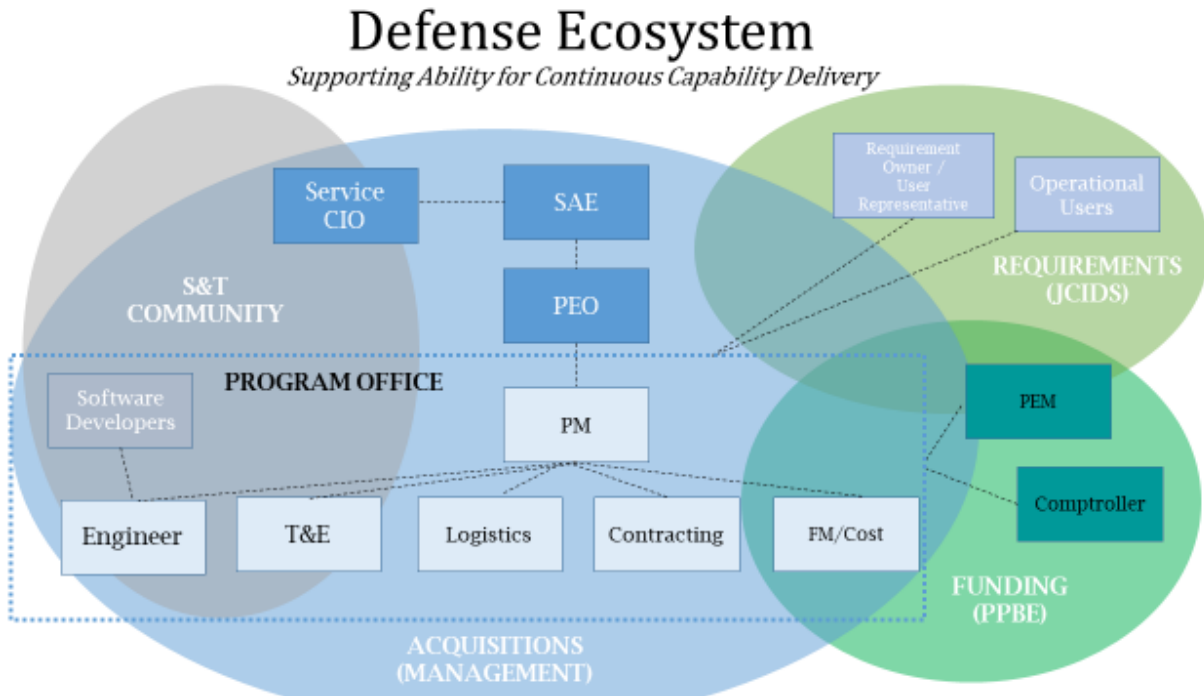 Defense Ecosystem
Supporting Ability for Continuous Capability Delivery
Service
CIO
SAE
Requirement
Owner /
User
Representative
Operational
Users
S&T
COMMUNITY
PEO
REQUIREMENTS
(JCIDS)
PROGRAM OFFICE
Software
Developers
PM
PEM
Engineer
T&E
Logistics
Contracting
FM/Cost
Comptroller
FUNDING
(PPBE)
ACQUISITIONS
(MANAGEMENT)